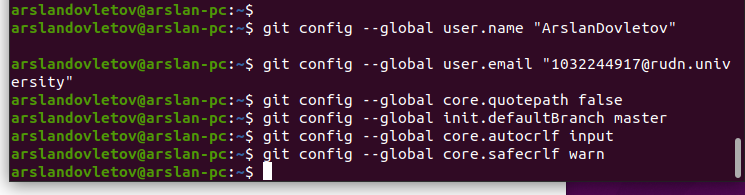 arslandovletov@arslan-pc:~$
arslandovletov@arslan-pc:~$ git config --global user.name "ArslanDovletov"
arslandovletov@arslan-pc:~$ git config --global user.email "1032244917@rudn.univ
ersity"
arslandovletov@arslan-pc:~$ git config --global core.quotepath false
arslandovletov@arslan-pc:~$ git config --global init.defaultBranch master
arslandovletov@arslan-pc:~$ git config --global core.autocrlf input
arslandovletov@arslan-pc:~$ git config --global core.safecrlf warn
arslandovletov@arslan-pc:~$